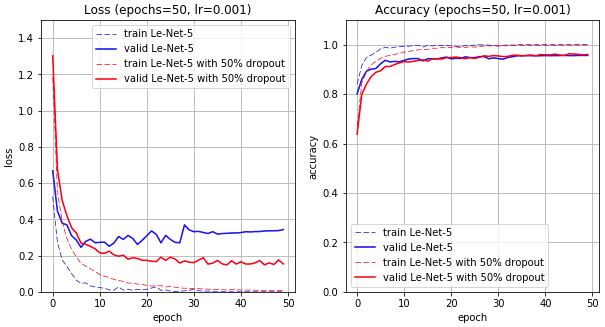 Loss (epochs=50, lr=0.001)
1.4
1.2
1.0
0.8
0.6
0.4
0.2
0.0
loss
0
10
20
30
40
50
epoch
train Le-Net-5
valid Le-Net-5
train Le-Net-5 with 50% dropout
valid Le-Net-5 with 50% dropout
Accuracy (epochs=50, lr=0.001)
1.0
0.8
0.6
0.4
0.2
0.0
accuracy
0
10
20
30
40
50
epoch
train Le-Net-5
valid Le-Net-5
train Le-Net-5 with 50% dropout
valid Le-Net-5 with 50% dropout